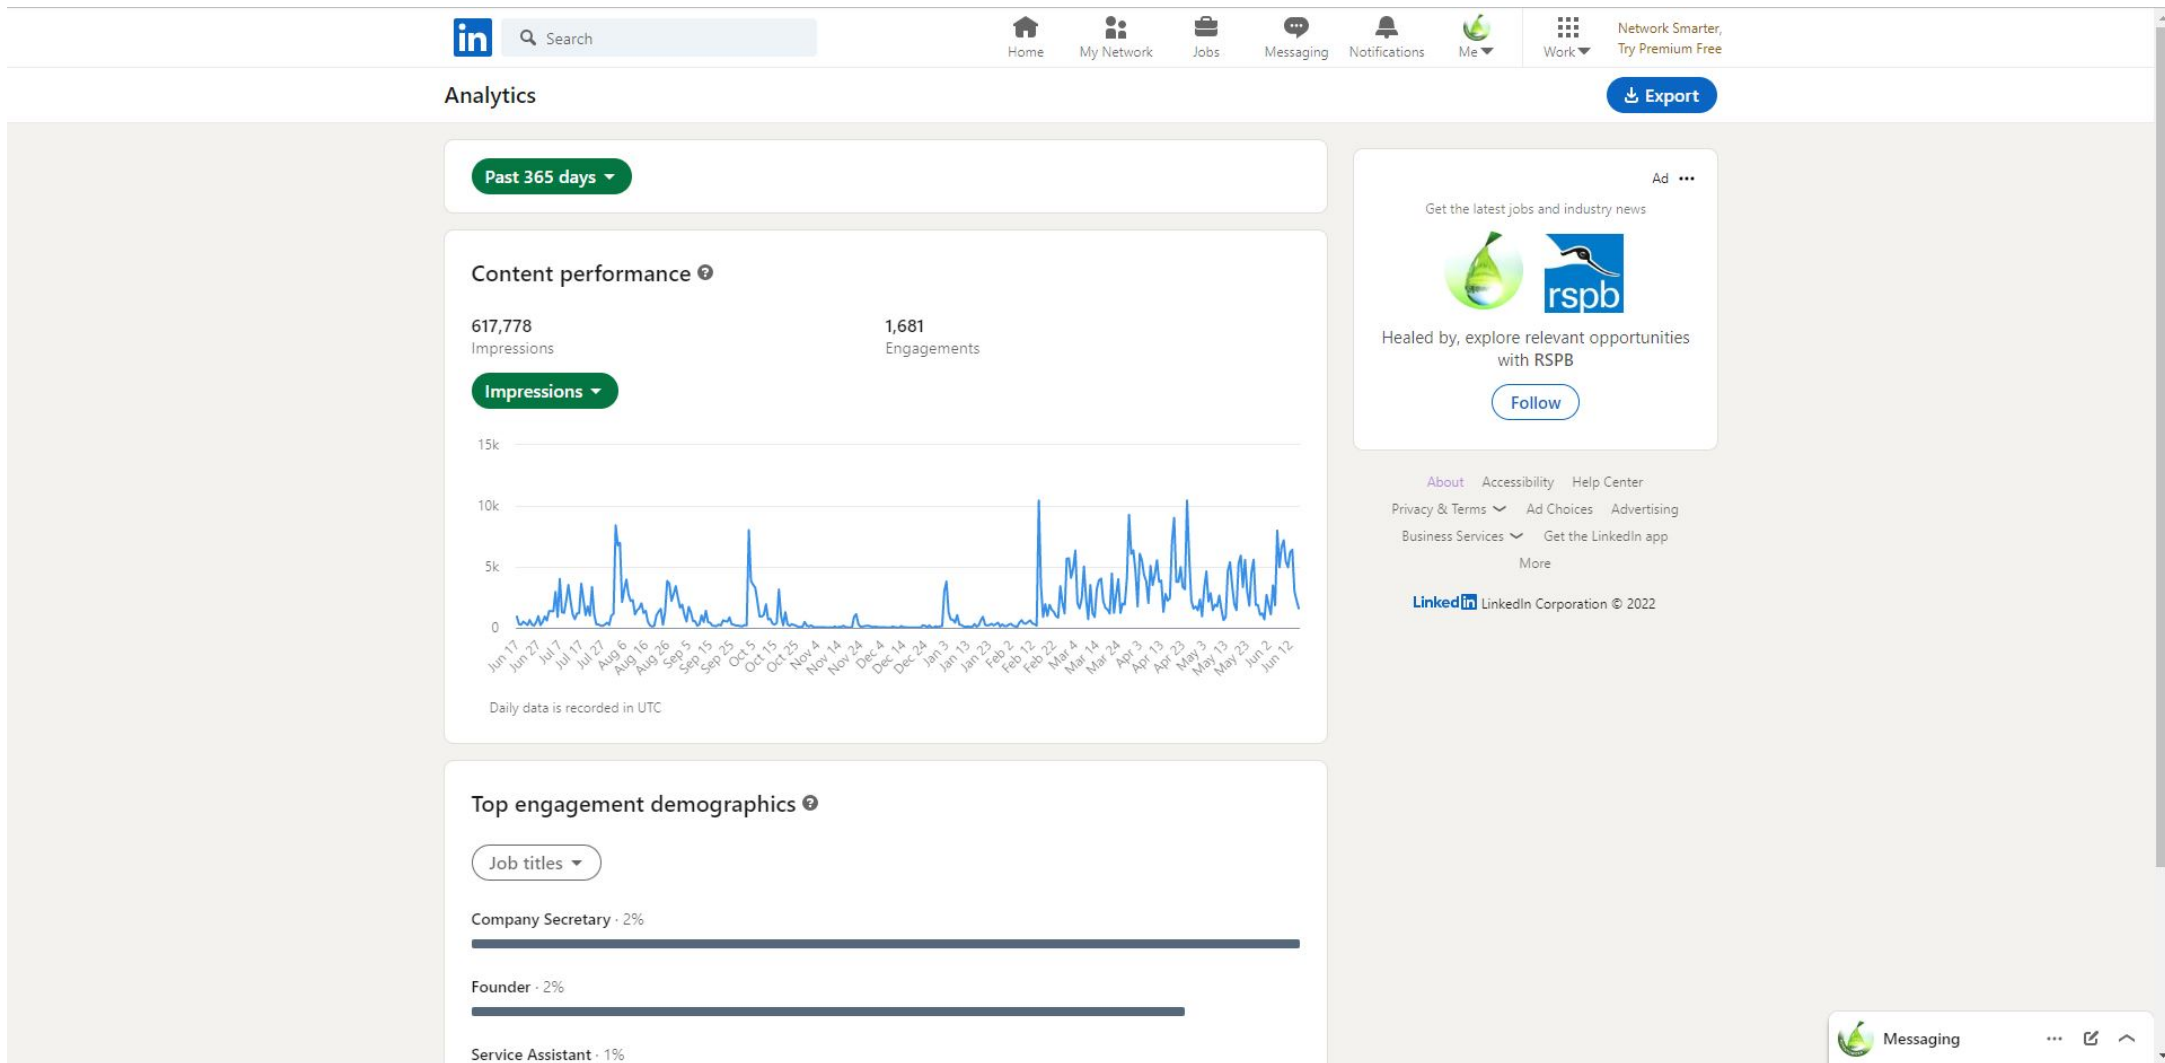 in
Search
Home
My Network
Jobs
Messaging
Notifications
Me
Work
Network Smarter,
Try Premium Free
Analytics
Export
Past 365 days
Content performance
617,778
Impressions
1,681
Engagements
Impressions
15k
10k
5k
0
Jun 17 Jun 27 Jul 7 Jul 17 Jul 27 Aug 6 Aug 16 Aug 26 Sep 5 Sep 15 Sep 25 Oct 5 Oct 15 Oct 25 Nov 4 Nov 14 Nov 24 Dec 4 Dec 14 Dec 24 Jan 3 Jan 13 Jan 23 Feb 2 Feb 12 Feb 22 Mar 4 Mar 14 Mar 24 Apr 3 Apr 13 Apr 23 May 3 May 13 May 23 Jun 2 Jun 12
Daily data is recorded in UTC
Top engagement demographics
Job titles
Company Secretary · 2%
Founder · 2%
Service Assistant · 1%
Ad
Get the latest jobs and industry news
rspb
Healed by, explore relevant opportunities
with RSPB
Follow
About Accessibility Help Center
Privacy & Terms Ad Choices Advertising
Business Services Get the LinkedIn app
More
Linkedin LinkedIn Corporation © 2022
Messaging